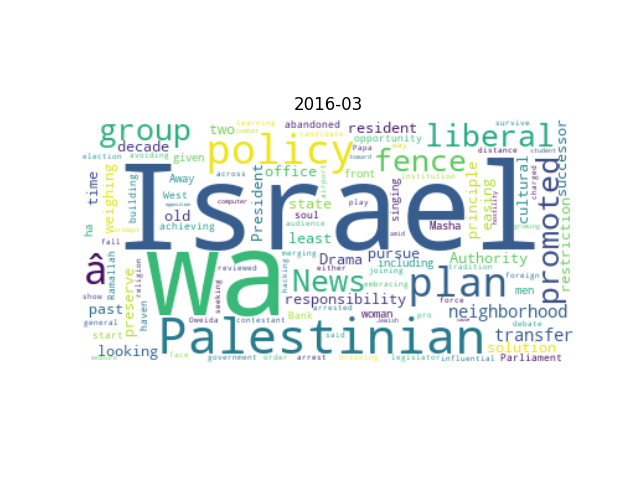 2016-03
group
two
learning
combat
abandoned
candidate
resident
liberal
survive
successor
decade
policy
opportunity
Papa
way
distance
student
election
avoiding
given
Away
across
office
front
toward
fence
institution
principle
charged
cultural
time
weighing
building
West
President
airport
hostility
easing
restriction
promoted
Israel
old
achieving
computer
state
soul
play
singing
Masha
growing
opposition
ha
fall
least
audience
amid
â
wa
merging
Drama
pursue
Authority
Ramallah
religion
reviewed
hacking
News
either
joining
tradition
foreign
plan
men
show
past
preserve
haven
seeking
responsibility
arrested
embracing
force
neighborhood
general
start
Oweida
contestant
Bank
said
woman
Jewish
pro
debate
Palestinian
transfer
looking
solution
face
government
order
arrest
breaking
legislator
influential
Parliament